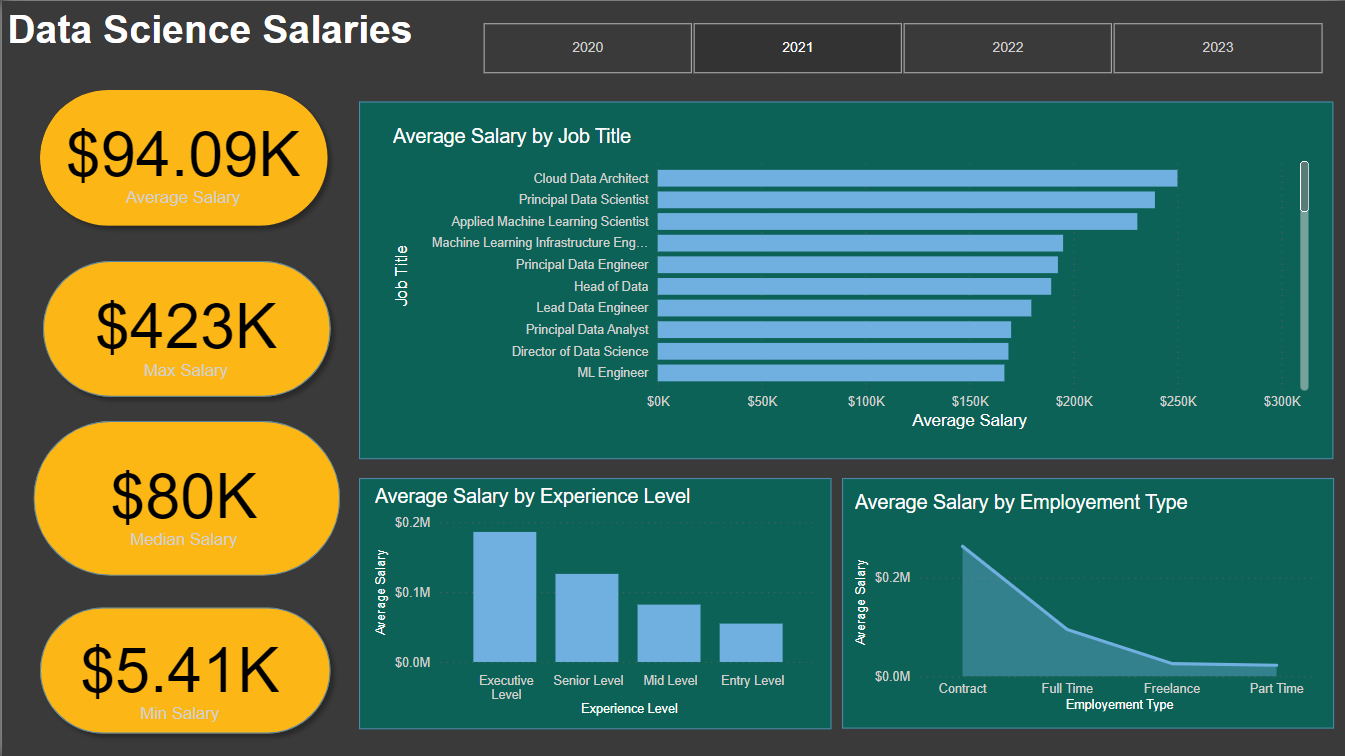 Data Science Salaries
2020
2021
2022
2023
$94.09K
Average Salary
$423K
Max Salary
$80K
Median Salary
$5.41K
Min Salary
Average Salary by Job Title
Job Title
Cloud Data Architect
Principal Data Scientist
Applied Machine Learning Scientist
Machine Learning Infrastructure Eng...
Principal Data Engineer
Head of Data
Lead Data Engineer
Principal Data Analyst
Director of Data Science
ML Engineer
$0K $50K $100K $150K $200K $250K $300K
Average Salary
Average Salary by Experience Level
Average Salary
$0.2M
$0.1M
$0.0M
Executive
Level
Senior Level
Mid Level
Entry Level
Experience Level
Average Salary by Employement Type
Average Salary
$0.2M
$0.0M
Contract
Full Time
Freelance
Part Time
Employement Type